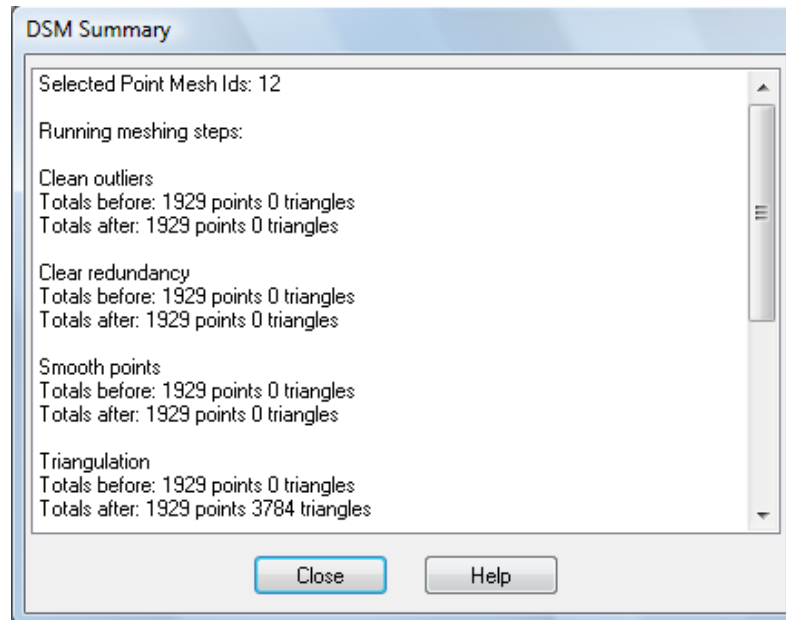 DSM Summary
Selected Point Mesh Ids: 12
Running meshing steps:
Clean outliers
Totals before: 1929 points 0 triangles
Totals after: 1929 points 0 triangles
Clear redundancy
Totals before: 1929 points 0 triangles
Totals after: 1929 points 0 triangles
Smooth points
Totals before: 1929 points 0 triangles
Totals after: 1929 points 0 triangles
Triangulation
Totals before: 1929 points 0 triangles
Totals after: 1929 points 3784 triangles
Close
Help